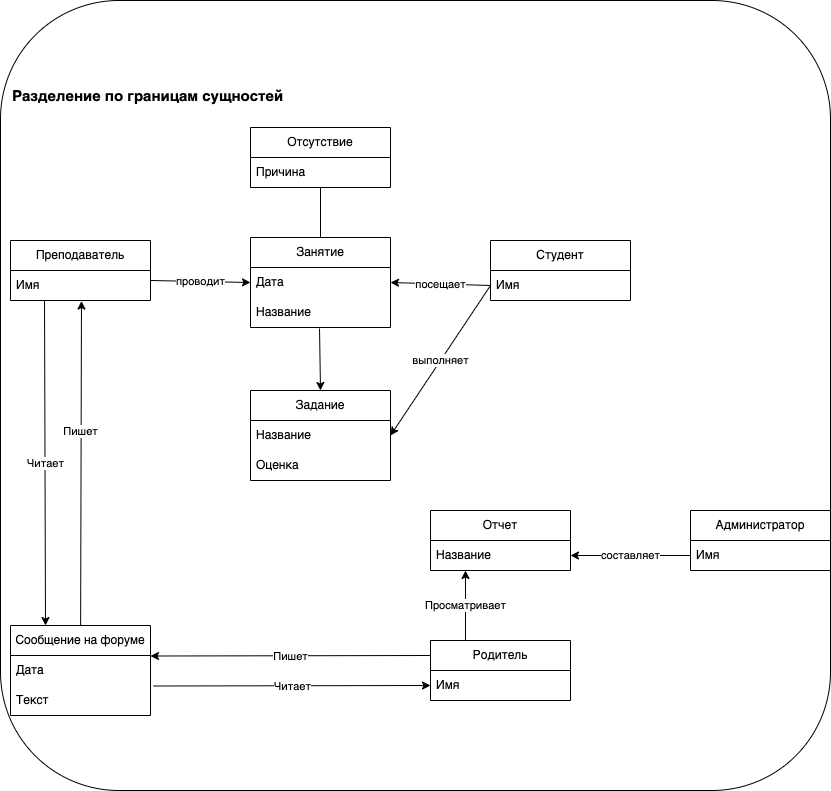 Разделение по границам сущностей
Отсутствие
Причина
Преподаватель
Имя
проводит
Занятие
Дата
Название
посещает
Студент
Имя
выполняет
Задание
Название
Оценка
Пишет
Читает
Отчет
Название
составляет
Администратор
Имя
Просматривает
Сообщение на форуме
Дата
Текст
Пишет
Читает
Родитель
Имя